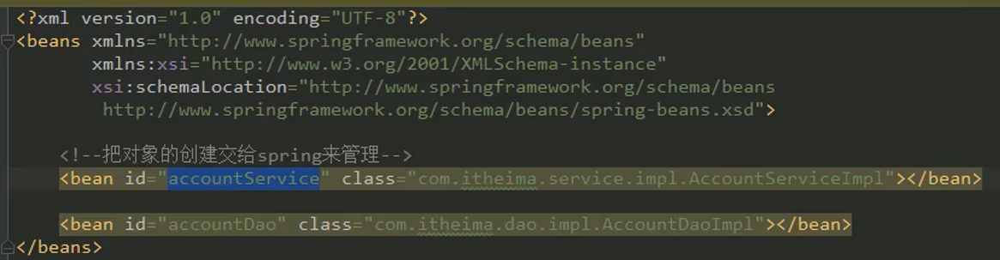 <?xml version="1.0" encoding="UTF-8"?>
<beans xmlns="http://www.springframework.org/schema/beans"
xmlns:xsi="http://www.w3.org/2001/XMLSchema-instance"
xsi:schemaLocation="http://www.springframework.org/schema/beans
http://www.springframework.org/schema/beans/spring-beans.xsd">
<!--把对象的创建交给spring来管理-->
<bean id="accountService" class="com.itheima.service.impl.AccountServiceImpl"></bean>
<bean id="accountDao" class="com.itheima.dao.impl.AccountDaoImpl"></bean>
</beans>